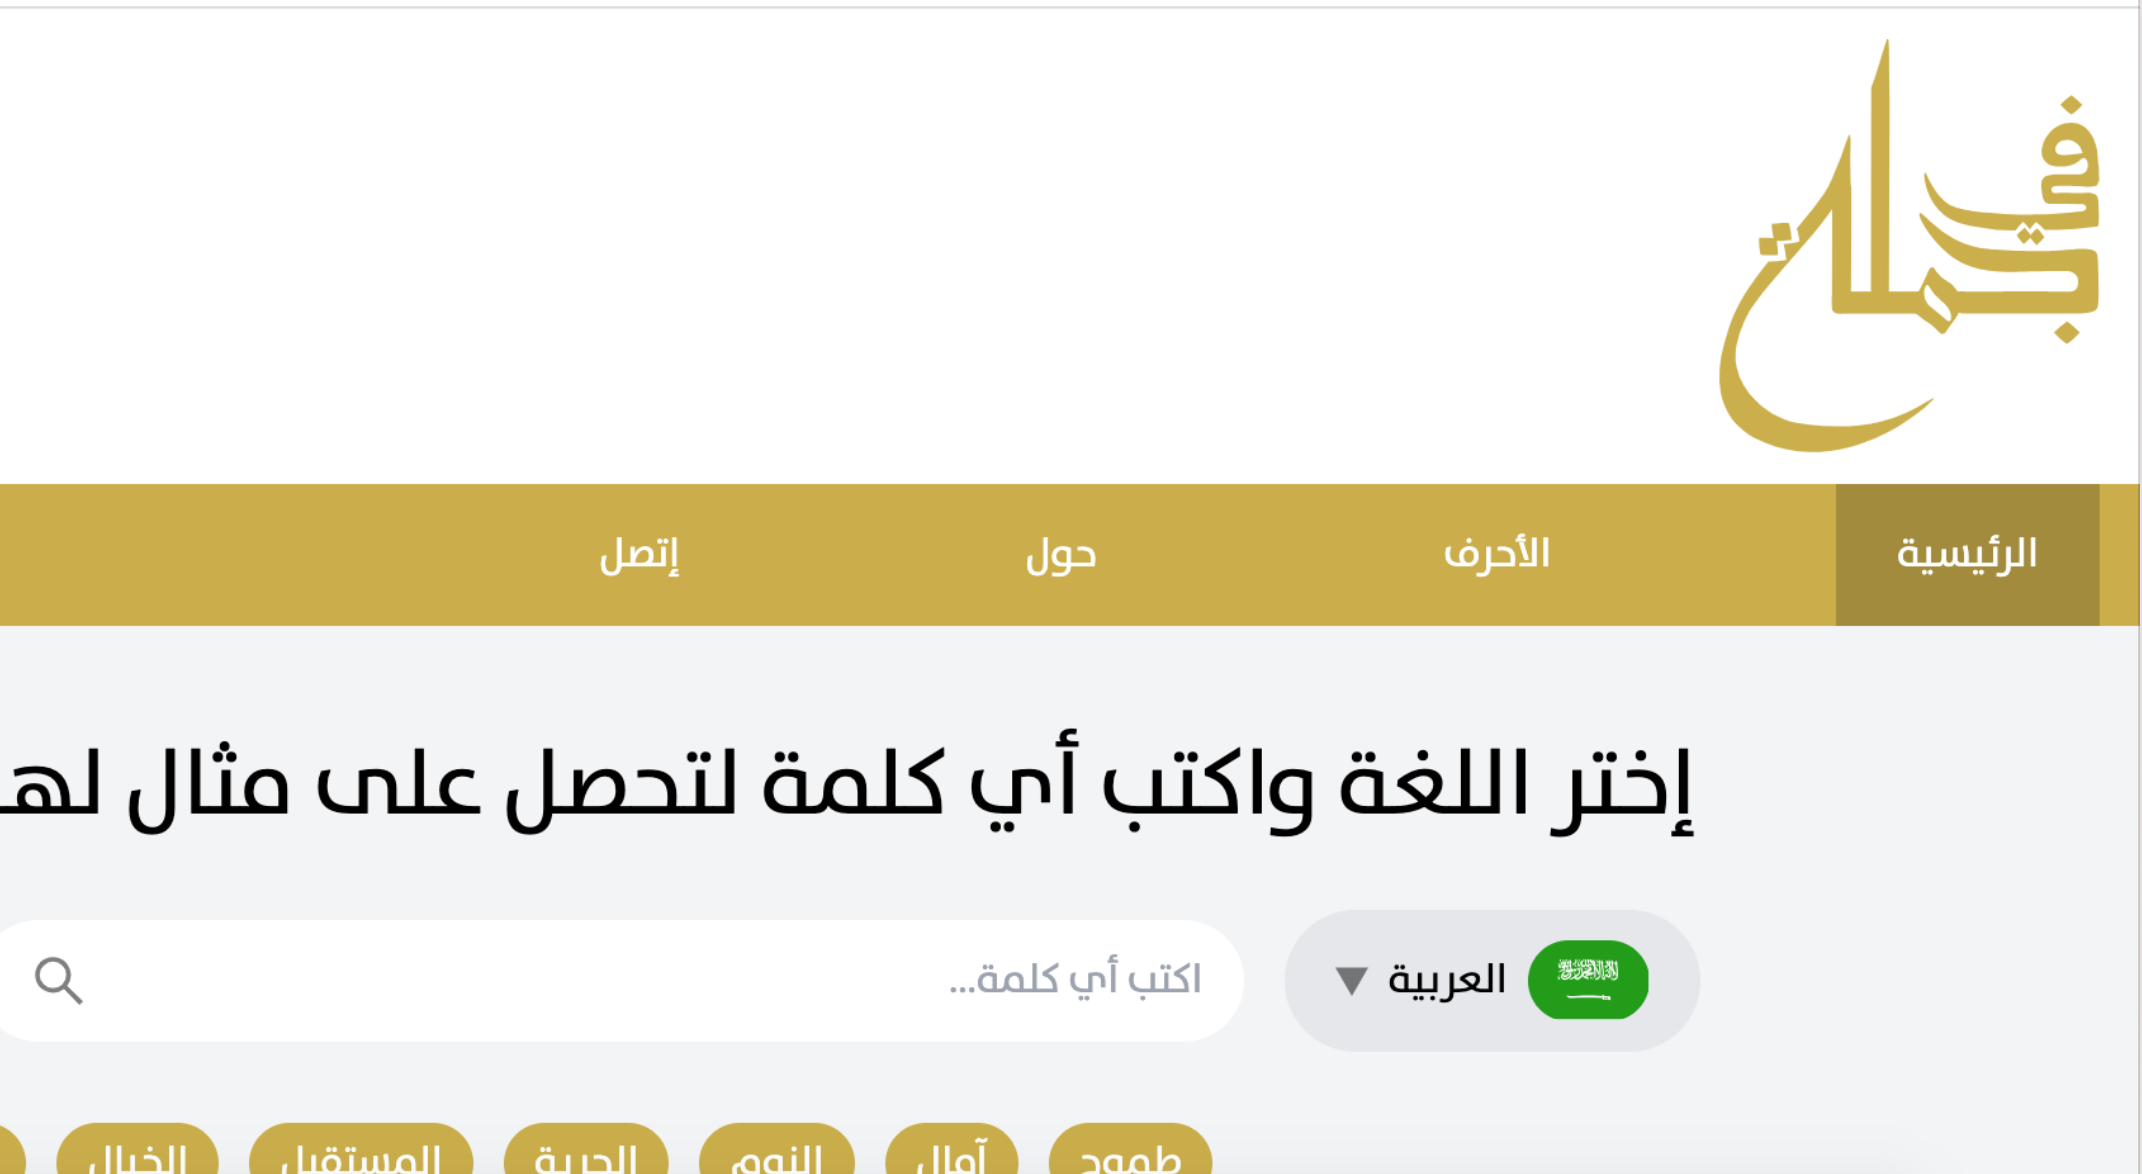 في
جملة
الرئيسية الأحرف حول إتصل
إختر اللغة واكتب أي كلمة لتحصل على مثال لها
العربية اكتب أي كلمة...
طموح آمال النوم الحرية المستقبل الخيال